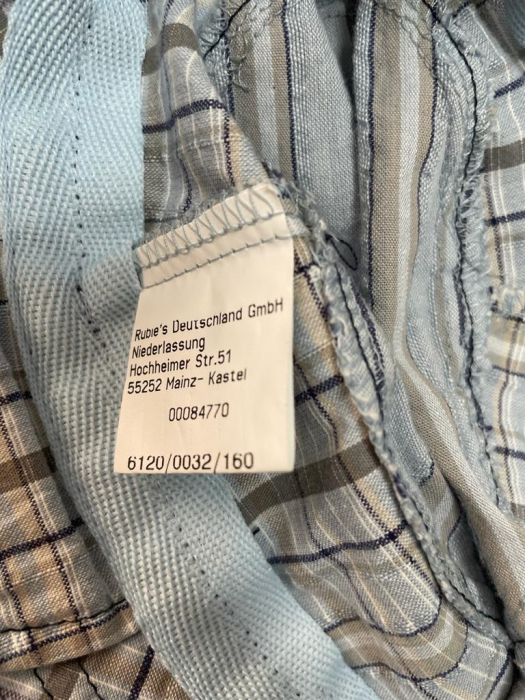 Rubie's Deutschland GmbH
Niederlassung
Hochheimer Str.51
55252 Mainz- Kastel
00084770
6120/0032/160